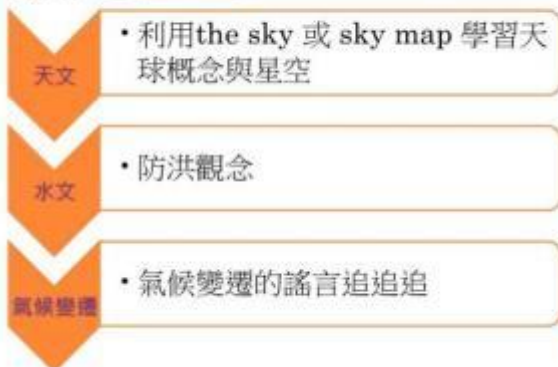 天文
• 利用the sky 或 sky map 學習天
球概念與星空
水文
• 防洪觀念
氣候變遷
• 氣候變遷的謠言追追追